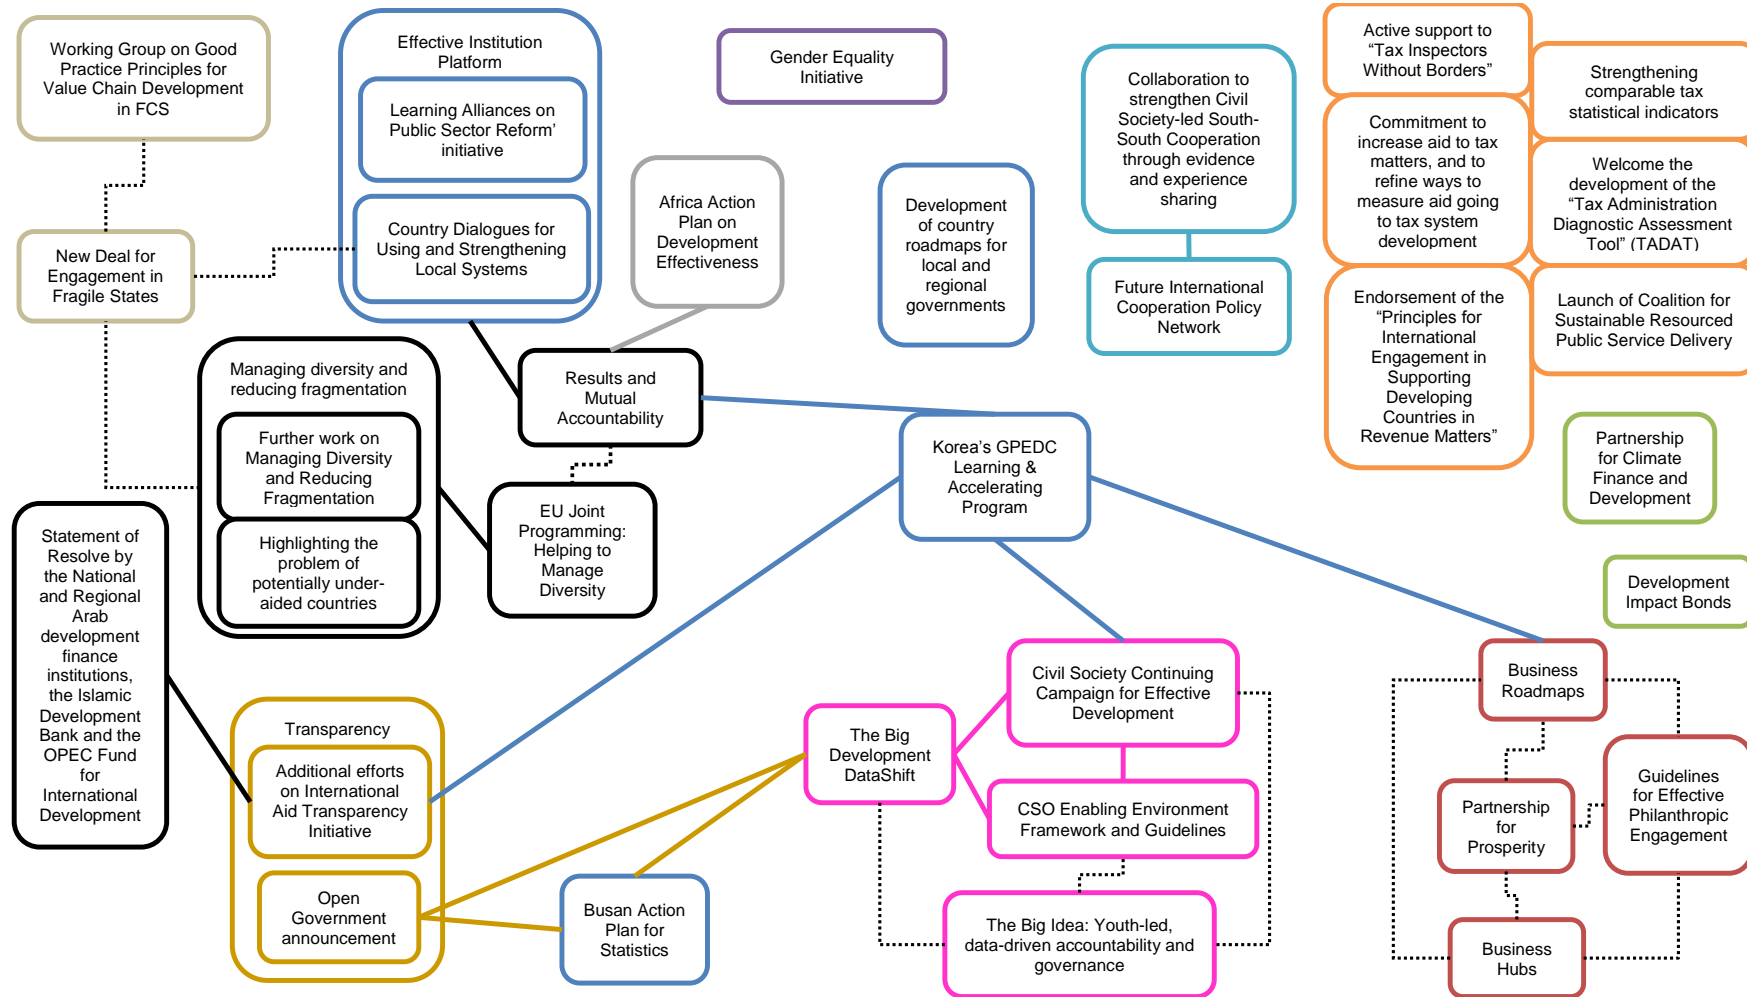 Working Group on Good
Practice Principles for
Value Chain Development
in FCS
Effective Institution
Platform
Learning Alliances on
Public Sector Reform’
initiative
Country Dialogues for
Using and Strengthening
Local Systems
New Deal for
Engagement in
Fragile States
Gender Equality
Initiative
Africa Action
Plan on
Development
Effectiveness
Development
of country
roadmaps for
local and
regional
governments
Collaboration to
strengthen Civil
Society-led South-
South Cooperation
through evidence
and experience
sharing
Future International
Cooperation Policy
Network
Active support to
“Tax Inspectors
Without Borders”
Strengthening
comparable tax
statistical indicators
Commitment to
increase aid to tax
matters, and to
refine ways to
measure aid going
to tax system
development
Welcome the
development of the
“Tax Administration
Diagnostic Assessment
Tool” (TADAT)
Endorsement of the
“Principles for
International
Engagement in
Supporting
Developing
Countries in
Revenue Matters”
Launch of Coalition for
Sustainable Resourced
Public Service Delivery
Managing diversity and
reducing fragmentation
Further work on
Managing Diversity
and Reducing
Fragmentation
Highlighting the
problem of
potentially under-
aided countries
Results and
Mutual
Accountability
EU Joint
Programming:
Helping to
Manage
Diversity
Korea’s GPEDC
Learning &
Accelerating
Program
Partnership
for Climate
Finance and
Development
Development
Impact Bonds
Statement of
Resolve by
the National
and Regional
Arab
development
finance
institutions,
the Islamic
Development
Bank and the
OPEC Fund
for
International
Development
Transparency
Additional efforts
on International
Aid Transparency
Initiative
Open
Government
announcement
Busan Action
Plan for
Statistics
The Big
Development
DataShift
Civil Society Continuing
Campaign for Effective
Development
CSO Enabling Environment
Framework and Guidelines
The Big Idea: Youth-led,
data-driven accountability and
governance
Business
Roadmaps
Partnership
for
Prosperity
Guidelines
for Effective
Philanthropic
Engagement
Business
Hubs